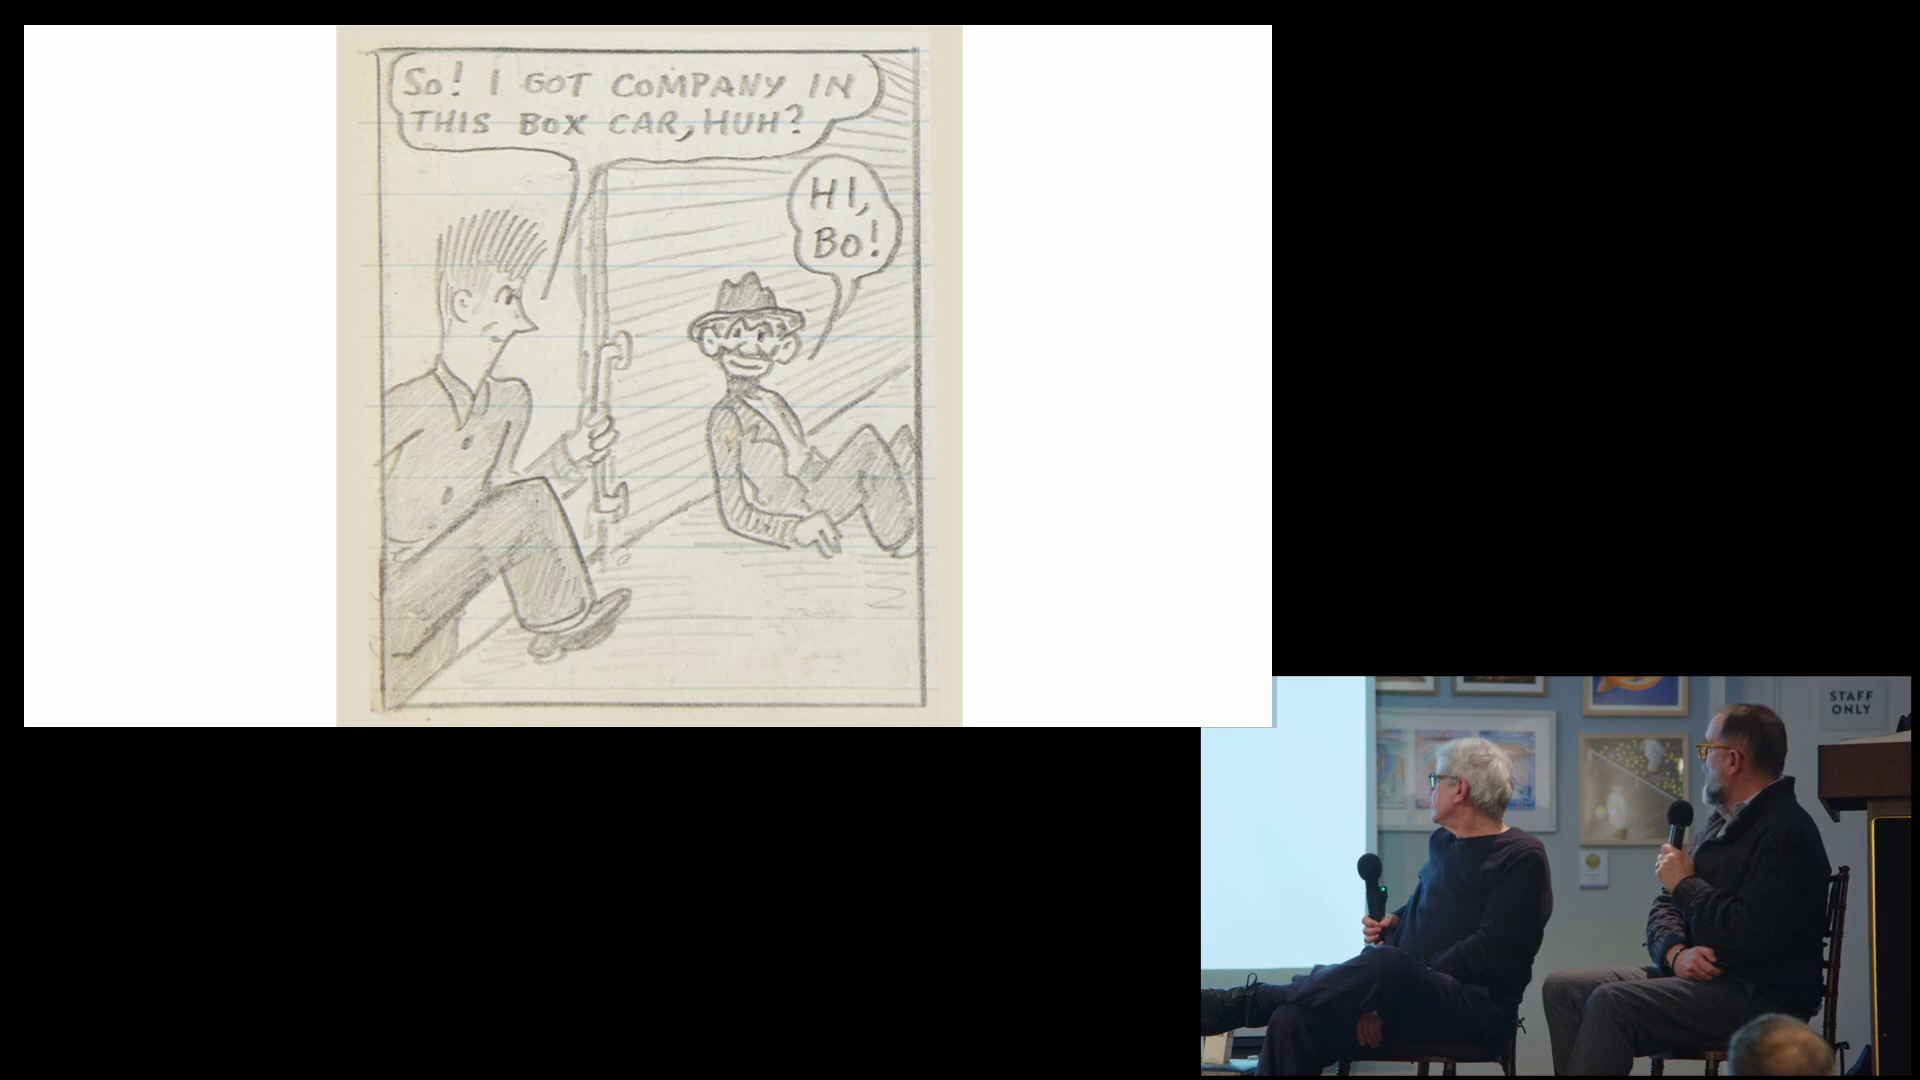 SO! I GOT COMPANY IN
THIS BOX CAR, HUH?
HI,
BO!
STAFF
ONLY